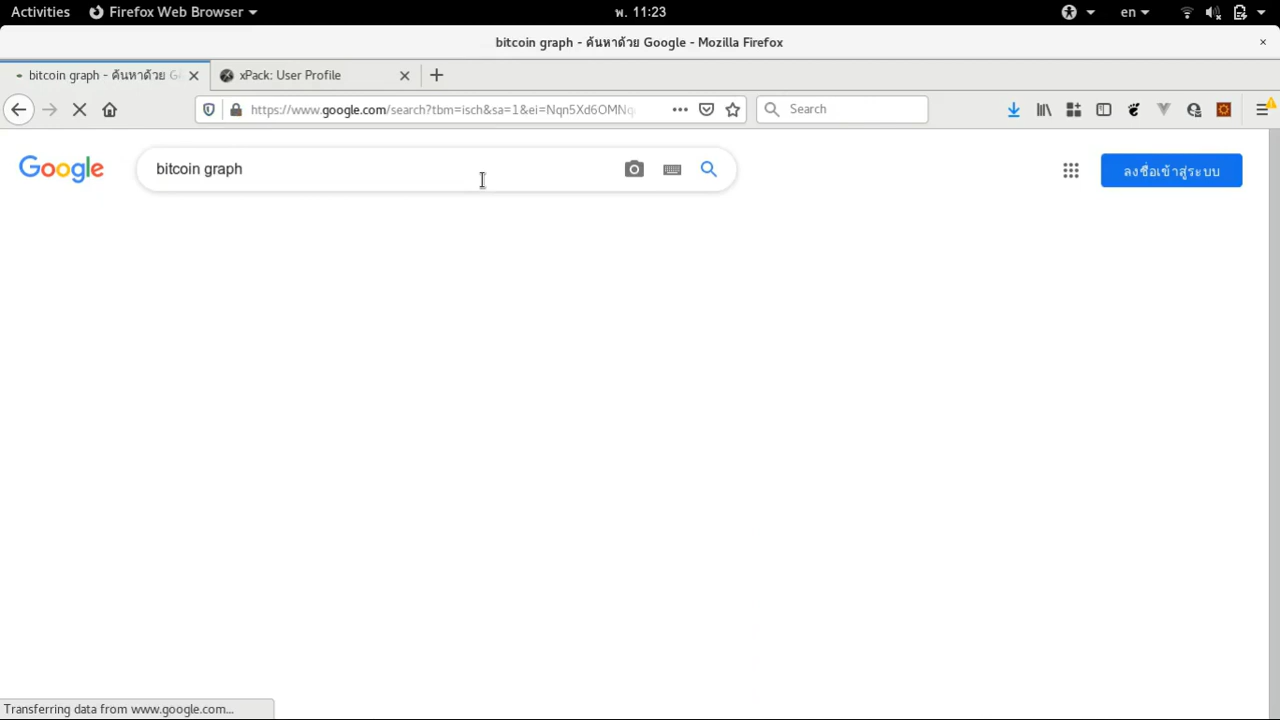 Activities Firefox Web Browser พ. 11:23 en
bitcoin graph - ค้นหาด้วย Google - Mozilla Firefox
bitcoin graph - ค้นหาด้วย G xPack: User Profile
https://www.google.com/search?tbm=isch&sa=1&ei=Nqn5Xd6OMNq Search
Google bitcoin graph ลงชื่อเข้าสู่ระบบ
Transferring data from www.google.com...